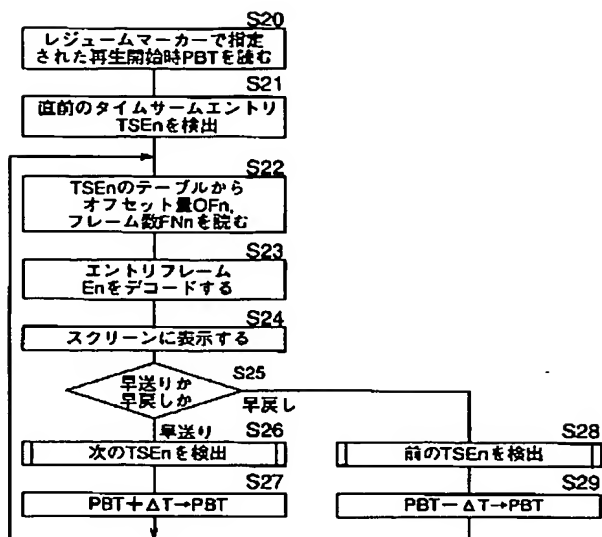 S20
レジュームマーカーで指定
された再生開始時PBTを読む
S21
直前のタイムサームエントリ
TSEnを検出
S22
TSEnのテーブルから
オフセット量OFn,
フレーム数FNnを読む
S23
エントリフレーム
Enをデコードする
S24
スクリーンに表示する
S25
早送りか
早戻しか
早戻し
早送り
S26
次のTSEnを検出
S28
前のTSEnを検出
S27
PBT+ΔT→PBT
S29
PBT−ΔT→PBT